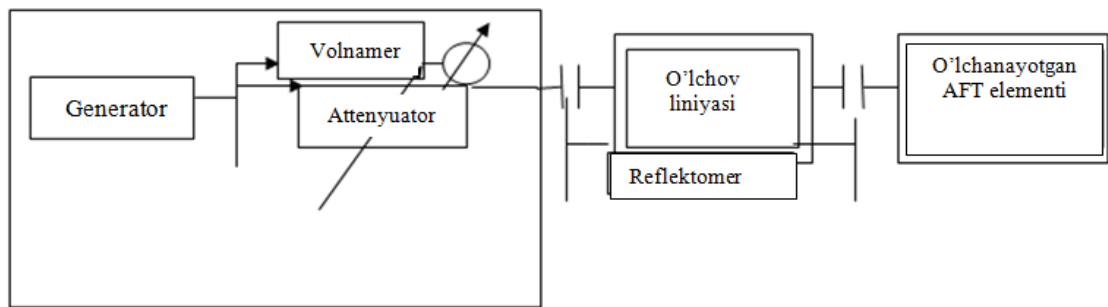 Volnamer
Generator
Attenyuator
O’lchov
liniyasi
Reflektomer
O’lchanayotgan
AFT elementi